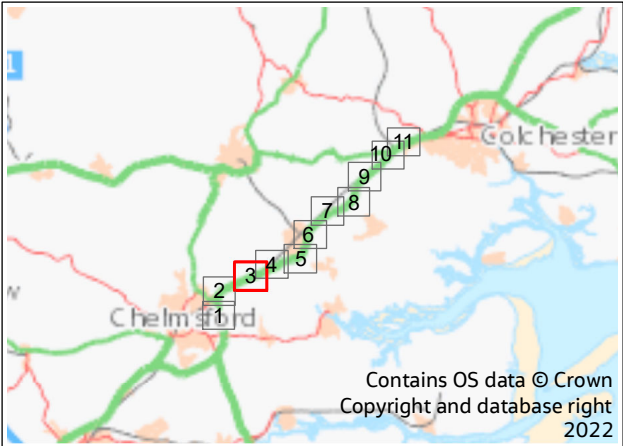 1
Colchester
11
10
9
8
7
6
5
4
3
2
1
Chelmsford
w
Contains OS data © Crown
Copyright and database right
2022